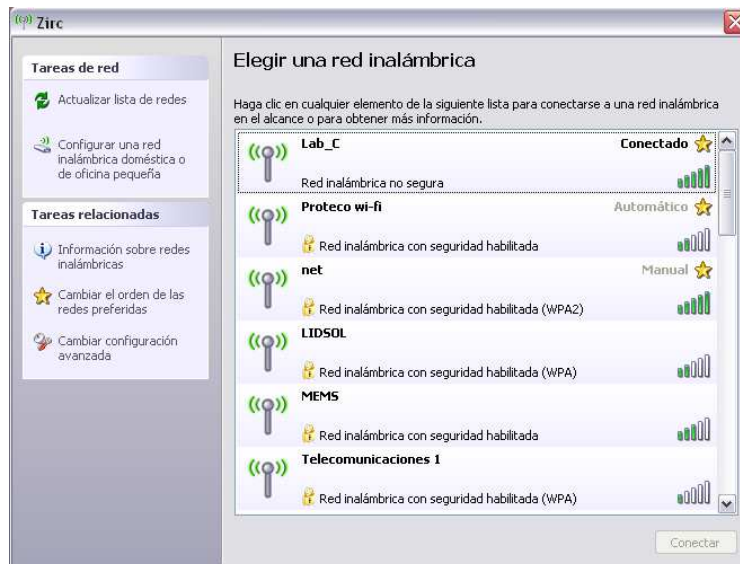 Zirc
Tareas de red
Actualizar lista de redes
Configurar una red
inalámbrica doméstica o
de oficina pequeña
Tareas relacionadas
Información sobre redes
inalámbricas
Cambiar el orden de las
redes preferidas
Cambiar configuración
avanzada
Elegir una red inalámbrica
Haga clic en cualquier elemento de la siguiente lista para conectarse a una red inalámbrica
en el alcance o para obtener más información.
Lab_C Conectado
Red inalámbrica no segura
Proteco wi-fi Automático
Red inalámbrica con seguridad habilitada
net Manual
Red inalámbrica con seguridad habilitada (WPA2)
LIDSOL
Red inalámbrica con seguridad habilitada (WPA)
MEMS
Red inalámbrica con seguridad habilitada
Telecomunicaciones 1
Red inalámbrica con seguridad habilitada (WPA)
Conectar